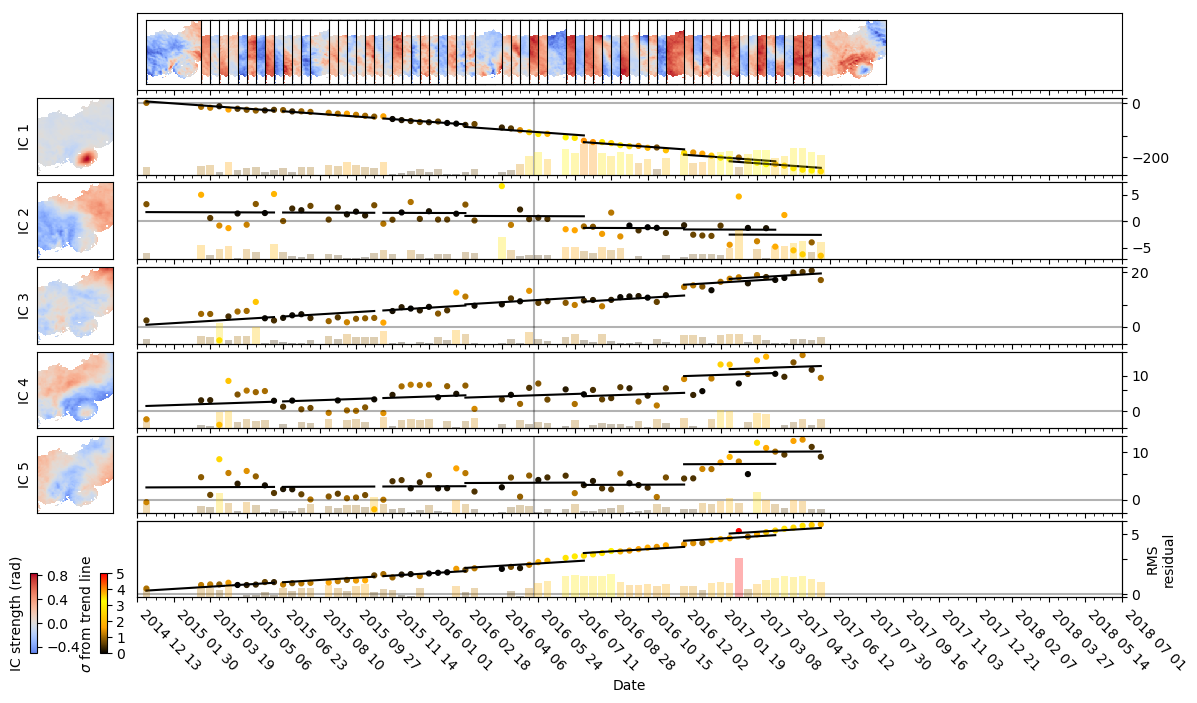 IC 1
0
−200
IC 2
5
0
−5
IC 3
20
0
IC 4
10
0
IC 5
10
0
RMS
residual
5
0
IC strength (rad)
0.8
0.4
0.0
−0.4
σ from trend line
5
4
3
2
1
0
2014 12 13
2015 01 30
2015 03 19
2015 05 06
2015 06 23
2015 08 10
2015 09 27
2015 11 14
2016 01 01
2016 02 18
2016 04 06
2016 05 24
2016 07 11
2016 08 28
2016 10 15
2016 12 02
2017 01 19
2017 03 08
2017 04 25
2017 06 12
2017 07 30
2017 09 16
2017 11 03
2017 12 21
2018 02 07
2018 03 27
2018 05 14
2018 07 01
Date